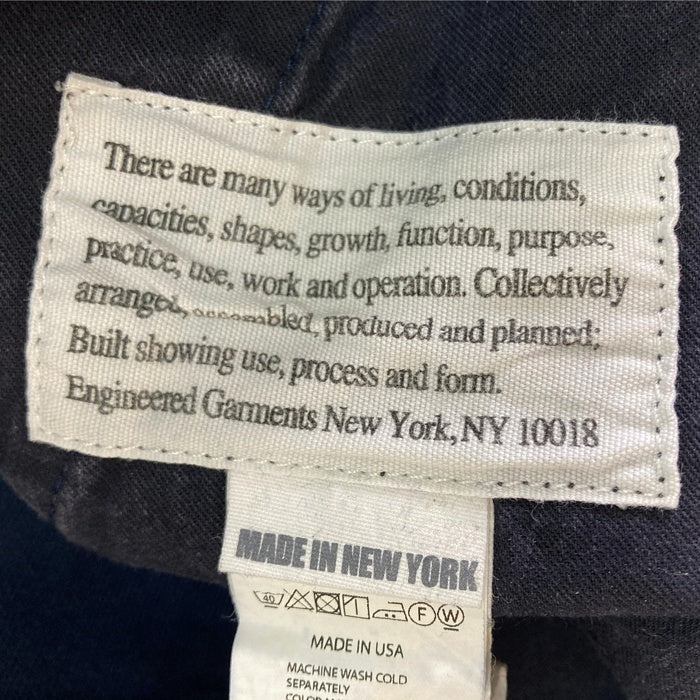 There are many ways of living, conditions,
capacities, shapes, growth, function, purpose,
practice, use, work and operation. Collectively
arranged, assembled, produced and planned;
Built showing use, process and form.
Engineered Garments New York, NY 10018
MADE IN NEW YORK
40 F W
MADE IN USA
MACHINE WASH COLD
SEPARATELY